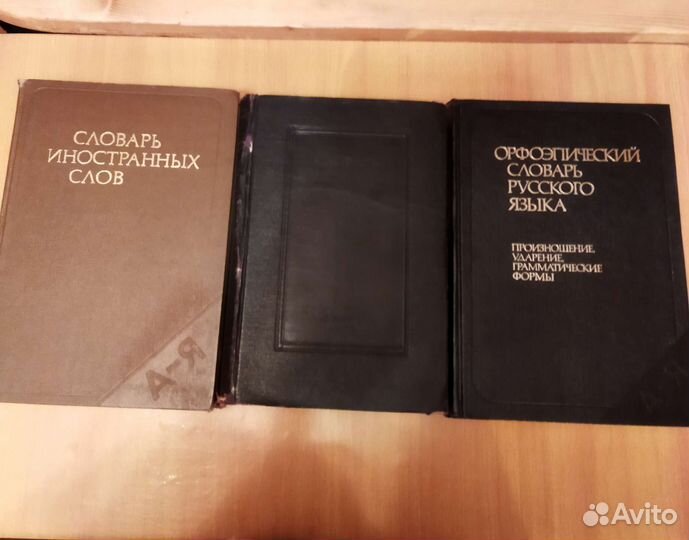 СЛОВАРЬ
ИНОСТРАННЫХ
СЛОВ
А-Я
ОРФОЭПИЧЕСКИЙ
СЛОВАРЬ
РУССКОГО
ЯЗЫКА
ПРОИЗНОШЕНИЕ,
УДАРЕНИЕ,
ГРАММАТИЧЕСКИЕ
ФОРМЫ
Avito